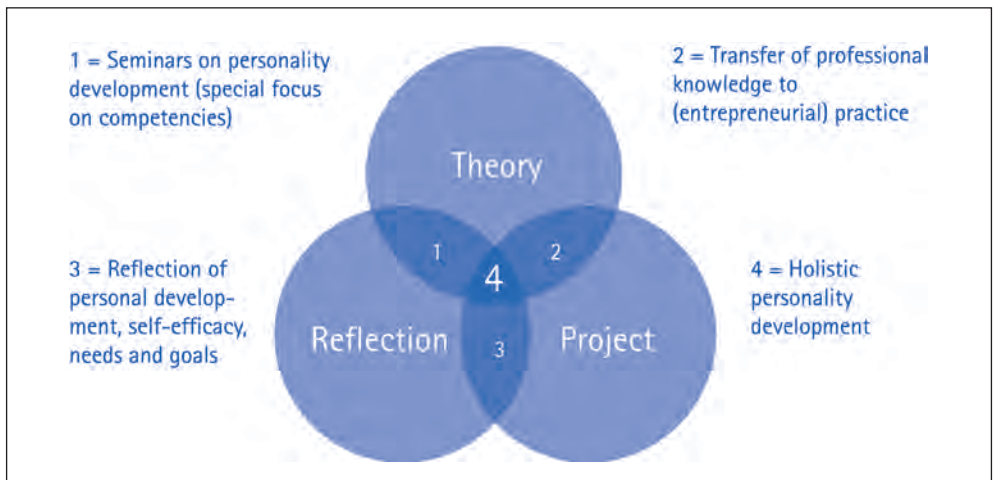 1 = Seminars on personality
development (special focus
on competencies)
2 = Transfer of professional
knowledge to
(entrepreneurial) practice
Theory
1
2
4
3 = Reflection of
personal develop-
ment, self-efficacy,
needs and goals
Reflection
3
Project
4 = Holistic
personality
development